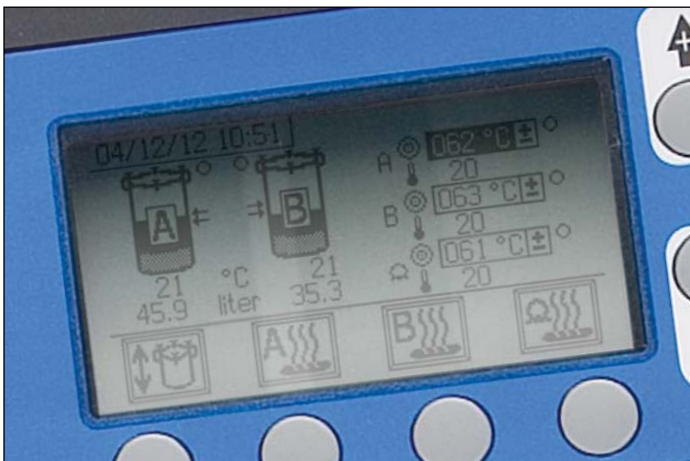 04/12/12 10:51
A 062 °C ±
20
B 063 °C ±
20
061 °C ±
20
A B
21 °C 21
45.9 liter 35.3
A B
+